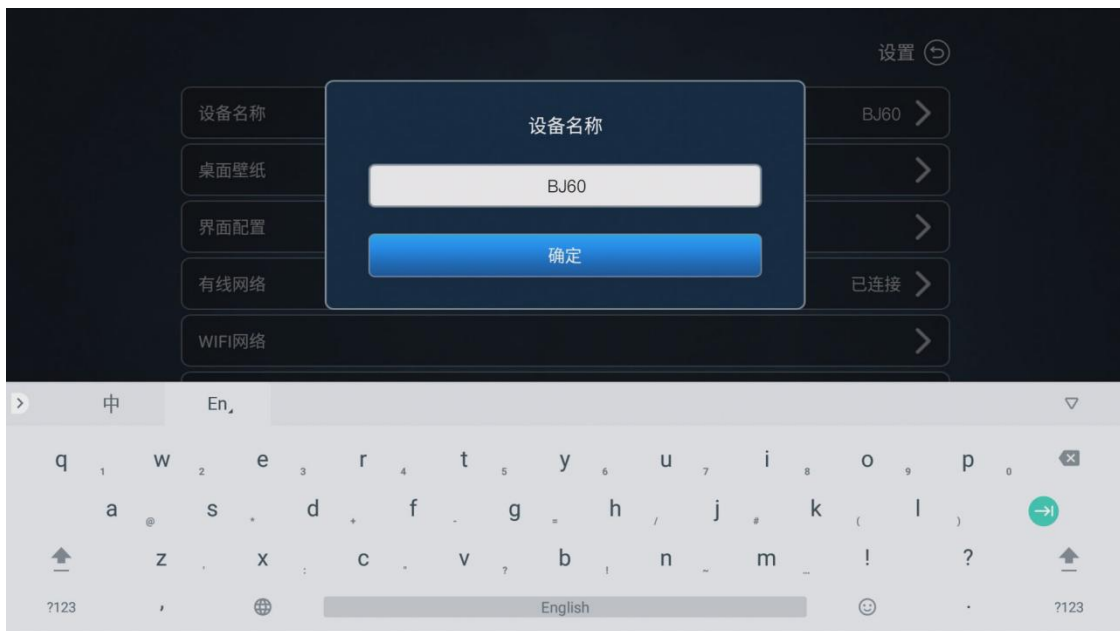 设置
设备名称 BJ60
设备名称
BJ60
确定
桌面壁纸
界面配置
有线网络 已连接
WIFI网络
中 En
q 1 w 2 e 3 r 4 t 5 y 6 u 7 i 8 o 9 p 0
a @ s * d + f - g = h / j # k ( l )
z , x : c " v ? b ! n ~ m … ! ?
?123 , English . ?123